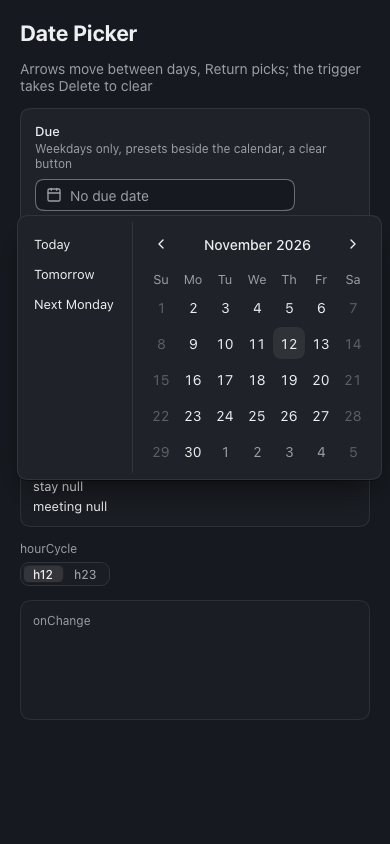 Date Picker
Arrows move between days, Return picks; the trigger
takes Delete to clear
Due
Weekdays only, presets beside the calendar, a clear
button
No due date
Today
Tomorrow
Next Monday
November 2026
Su Mo Tu We Th Fr Sa
1 2 3 4 5 6 7
8 9 10 11 12 13 14
15 16 17 18 19 20 21
22 23 24 25 26 27 28
29 30 1 2 3 4 5
stay null
meeting null
hourCycle
h12 h23
onChange